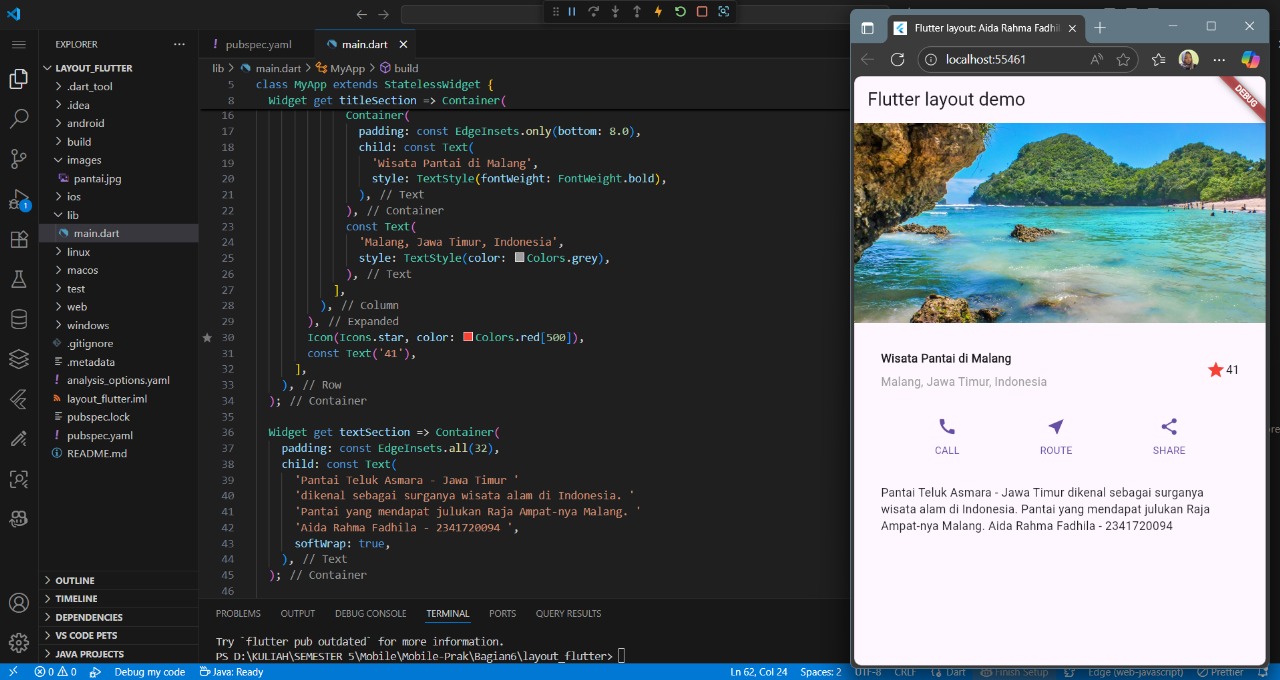 EXPLORER
LAYOUT_FLUTTER
.dart_tool
.idea
android
build
images
pantai.jpg
ios
lib
main.dart
linux
macos
test
web
windows
.gitignore
.metadata
analysis_options.yaml
layout_flutter.iml
pubspec.lock
pubspec.yaml
README.md
OUTLINE
TIMELINE
DEPENDENCIES
VS CODE PETS
JAVA PROJECTS
pubspec.yaml main.dart
lib > main.dart > MyApp > build
5 class MyApp extends StatelessWidget {
8 Widget get titleSection => Container(
16 Container(
17 padding: const EdgeInsets.only(bottom: 8.0),
18 child: const Text(
19 'Wisata Pantai di Malang',
20 style: TextStyle(fontWeight: FontWeight.bold),
21 ), // Text
22 ), // Container
23 const Text(
24 'Malang, Jawa Timur, Indonesia',
25 style: TextStyle(color: Colors.grey),
26 ), // Text
27 ],
28 ), // Column
29 ), // Expanded
30 Icon(Icons.star, color: Colors.red[500]),
31 const Text('41'),
32 ],
33 ), // Row
34 ); // Container
35
36 Widget get textSection => Container(
37 padding: const EdgeInsets.all(32),
38 child: const Text(
39 'Pantai Teluk Asmara - Jawa Timur '
40 'dikenal sebagai surganya wisata alam di Indonesia. '
41 'Pantai yang mendapat julukan Raja Ampat-nya Malang. '
42 'Aida Rahma Fadhila - 2341720094 ',
43 softWrap: true,
44 ), // Text
45 ); // Container
46
PROBLEMS OUTPUT DEBUG CONSOLE TERMINAL PORTS QUERY RESULTS
Try `flutter pub outdated` for more information.
PS D:\KULIAH\SEMESTER 5\Mobile\Mobile-Prak\Bagian6\layout_flutter>
0 0 Debug my code Java: Ready Ln 62, Col 24 Spaces: 2 UTF-8 CRLF Dart Finish Setup Edge (web-javascript) Prettier
Flutter layout: Aida Rahma Fadhil
localhost:55461
Flutter layout demo
DEBUG
Wisata Pantai di Malang
Malang, Jawa Timur, Indonesia
41
CALL ROUTE SHARE
Pantai Teluk Asmara - Jawa Timur dikenal sebagai surganya
wisata alam di Indonesia. Pantai yang mendapat julukan Raja
Ampat-nya Malang. Aida Rahma Fadhila - 2341720094